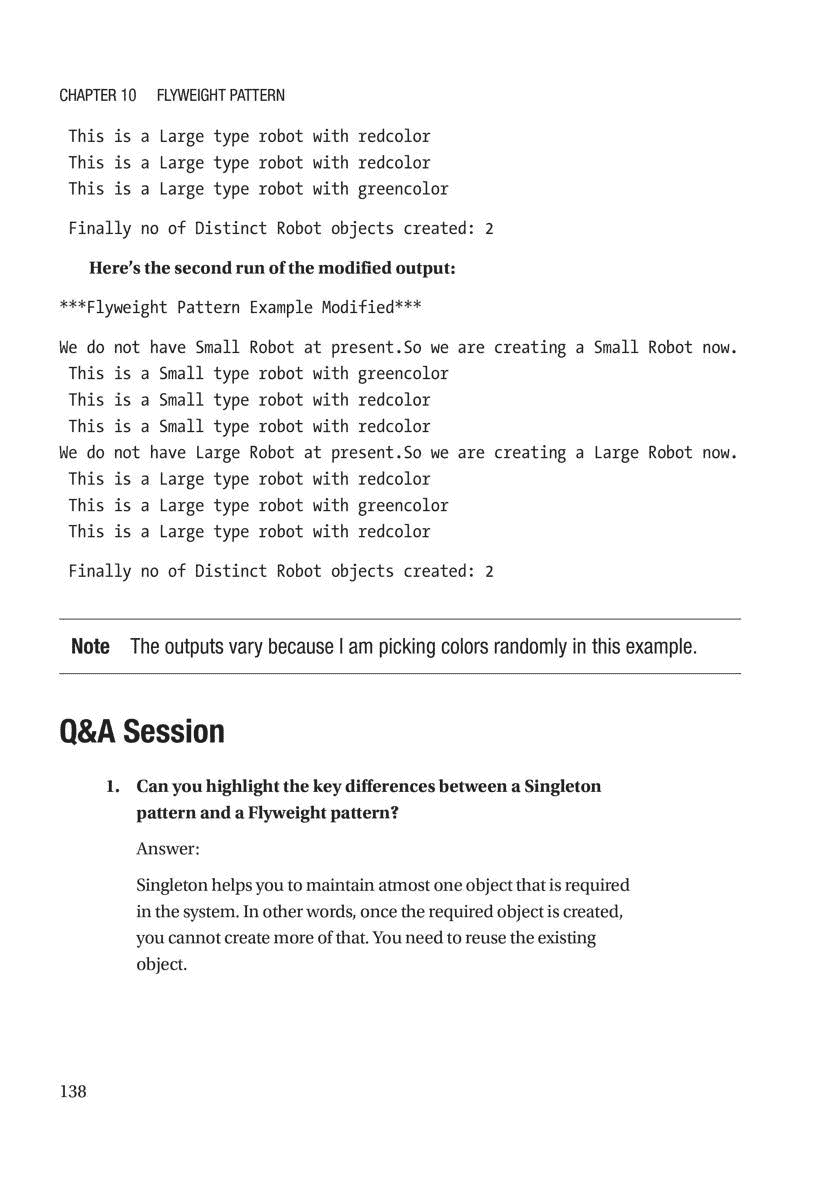 CHAPTER 10 FLYWEIGHT PATTERN
This is a Large type robot with redcolor
This is a Large type robot with redcolor
This is a Large type robot with greencolor
Finally no of Distinct Robot objects created: 2
Here’s the second run of the modified output:
***Flyweight Pattern Example Modified***
We do not have Small Robot at present.So we are creating a Small Robot now.
This is a Small type robot with greencolor
This is a Small type robot with redcolor
This is a Small type robot with redcolor
We do not have Large Robot at present.So we are creating a Large Robot now.
This is a Large type robot with redcolor
This is a Large type robot with greencolor
This is a Large type robot with redcolor
Finally no of Distinct Robot objects created: 2
Note The outputs vary because I am picking colors randomly in this example.
Q&A Session
1. Can you highlight the key differences between a Singleton
pattern and a Flyweight pattern?
Answer:
Singleton helps you to maintain atmost one object that is required
in the system. In other words, once the required object is created,
you cannot create more of that. You need to reuse the existing
object.
138